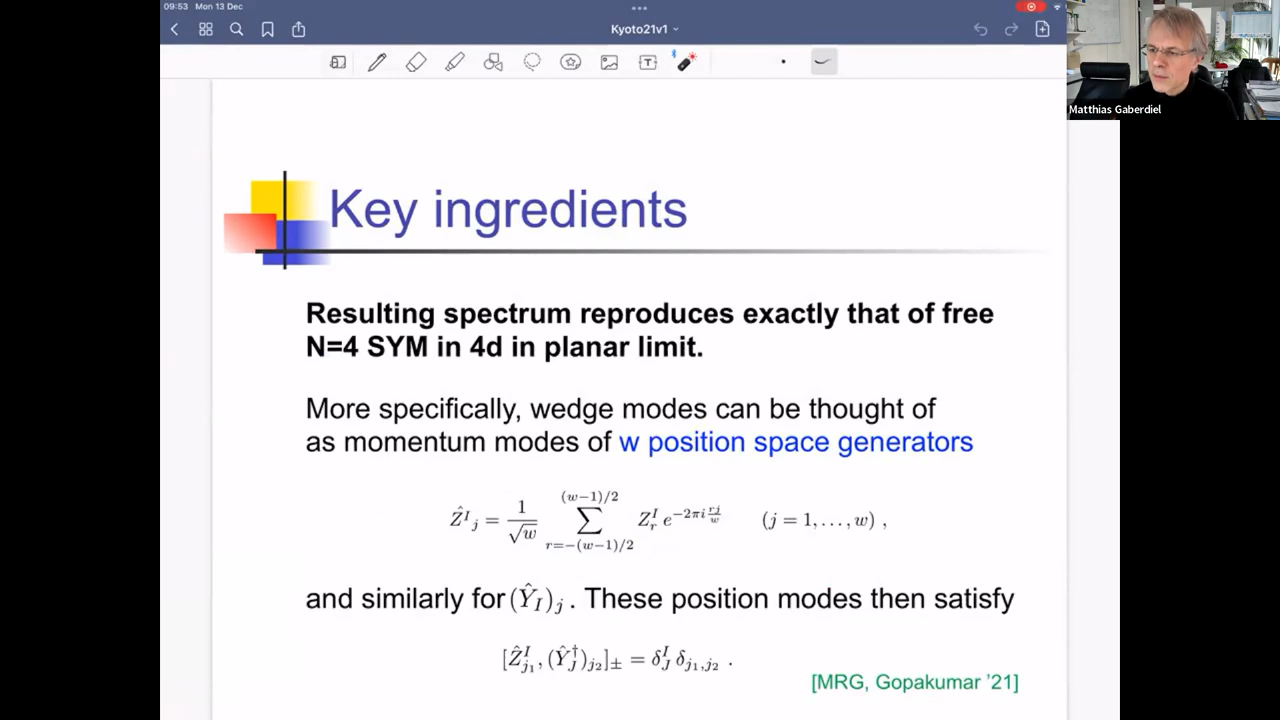 09:53 Mon 13 Dec
Kyoto21v1
Matthias Gaberdiel
Key ingredients
Resulting spectrum reproduces exactly that of free
N=4 SYM in 4d in planar limit.
More specifically, wedge modes can be thought of
as momentum modes of w position space generators
$\hat{Z}^I{}_j = \frac{1}{\sqrt{w}} \sum_{r=-(w-1)/2}^{(w-1)/2} Z^I_r \, e^{-2\pi i \frac{rj}{w}} \quad (j = 1, \ldots, w) \, ,$
and similarly for $(\hat{Y}_I)_j$ . These position modes then satisfy
$[\hat{Z}^I_{j_1}, (\hat{Y}^\dagger_J)_{j_2}]_\pm = \delta^I_J \, \delta_{j_1,j_2} \ .$
[MRG, Gopakumar '21]